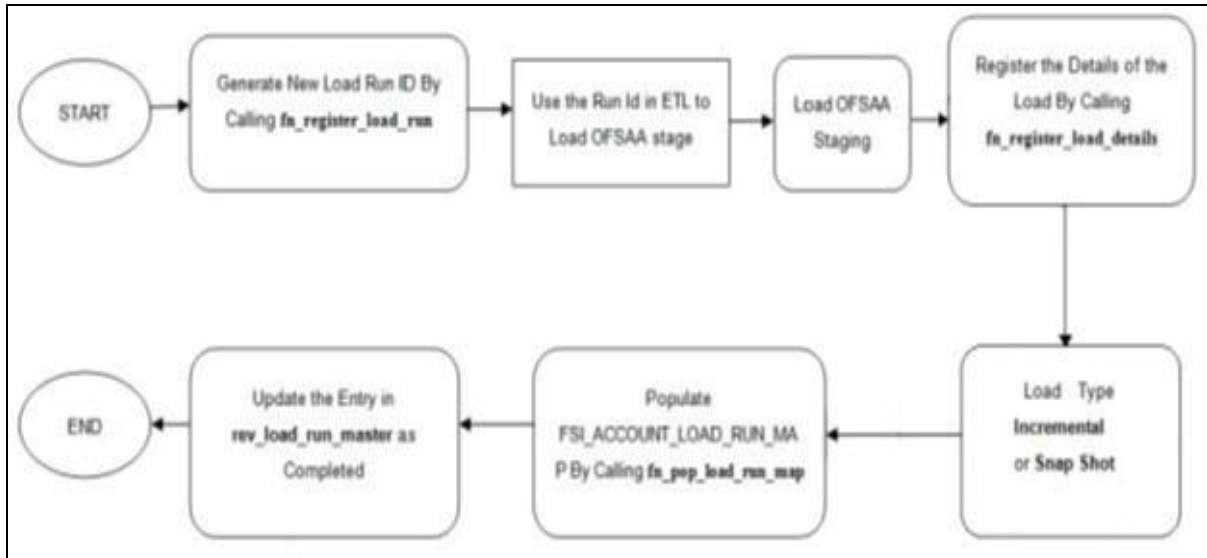 START
Generate New Load Run ID By
Calling fn_register_load_run
Use the Run Id in ETL to
Load OFSAA stage
Load OFSAA
Staging
Register the Details of the
Load By Calling
fn_register_load_details
Load Type
Incremental
or Snap Shot
Populate
FSI_ACCOUNT_LOAD_RUN_MA
P By Calling fn_pop_load_run_map
Update the Entry in
rev_load_run_master as
Completed
END